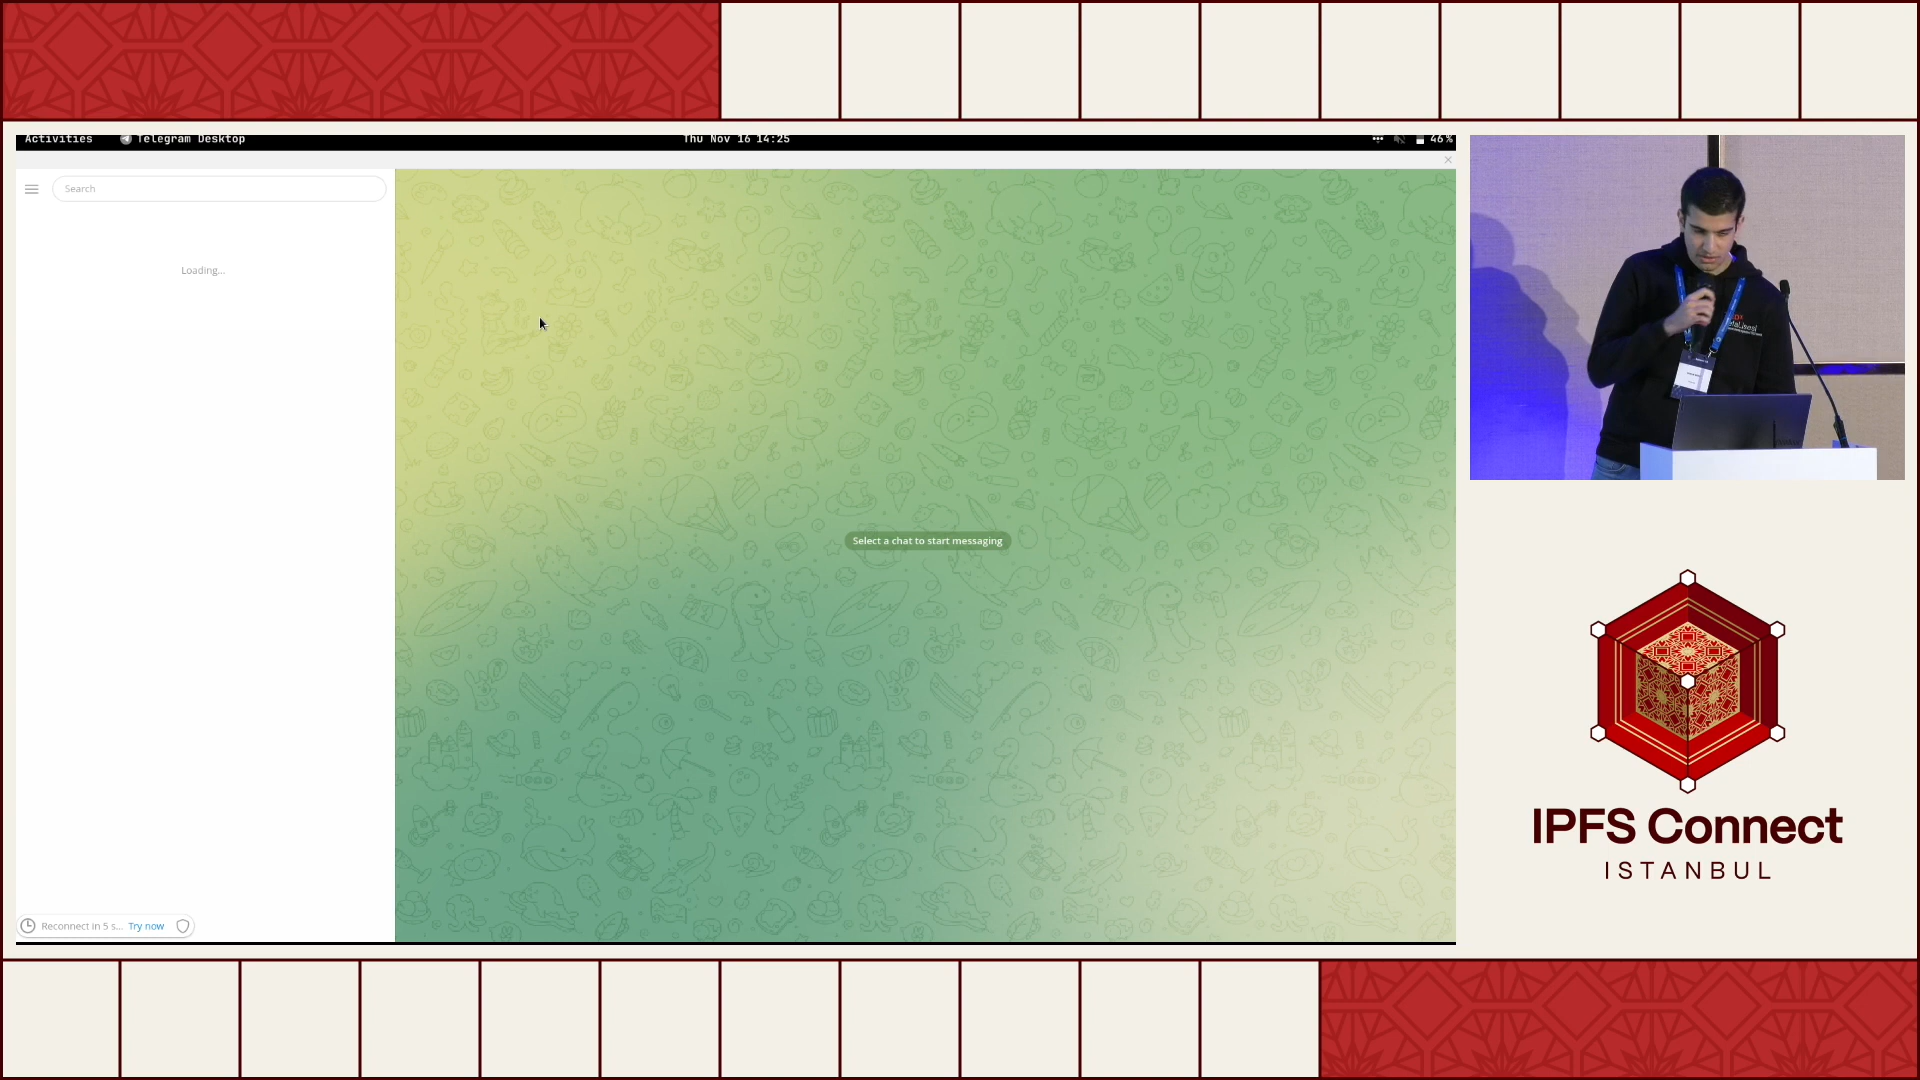 Activities
Telegram Desktop
Thu Nov 16 14:25
46%
Search
Loading...
Select a chat to start messaging
Reconnect in 5 s... Try now
IPFS Connect
ISTANBUL